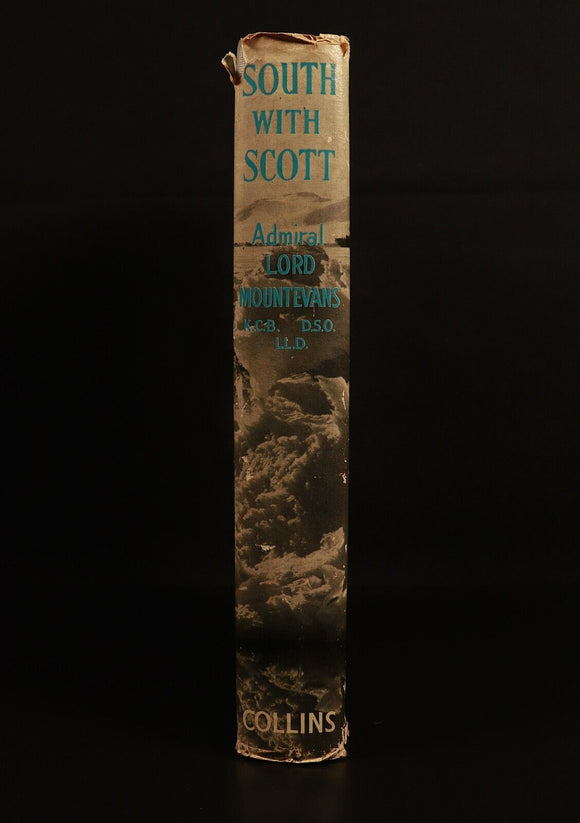 SOUTH
WITH
SCOTT
Admiral
LORD
MOUNTEVANS
K.C.B. D.S.O.
LL.D.
COLLINS